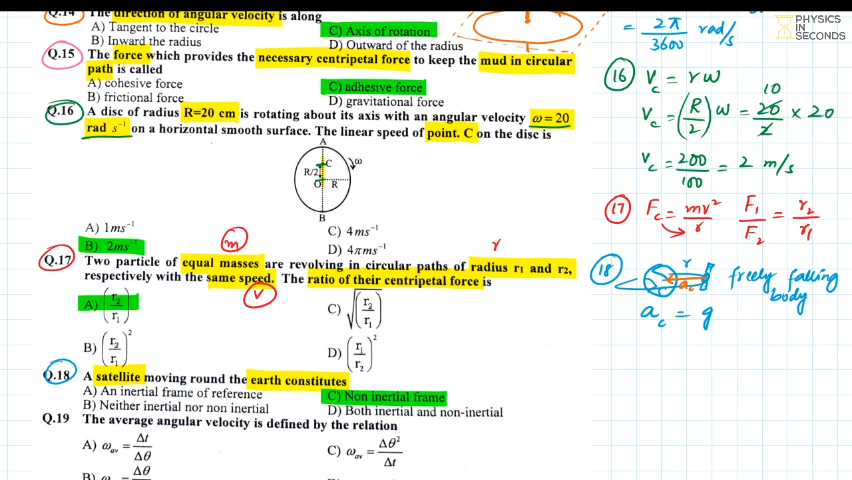 Q.14 The direction of angular velocity is along
A) Tangent to the circle C) Axis of rotation
B) Inward the radius D) Outward of the radius
Q.15 The force which provides the necessary centripetal force to keep the mud in circular
path is called
A) cohesive force C) adhesive force
B) frictional force D) gravitational force
Q.16 A disc of radius R=20 cm is rotating about its axis with an angular velocity ω = 20
rad s⁻¹ on a horizontal smooth surface. The linear speed of point. C on the disc is
A
C
ω
R/2
O R
B
A) 1ms⁻¹ C) 4ms⁻¹
B) 2ms⁻¹ D) 4πms⁻¹
m r
Q.17 Two particle of equal masses are revolving in circular paths of radius r₁ and r₂,
respectively with the same speed. The ratio of their centripetal force is
v
A) (r₂/r₁) C) √(r₂/r₁)
B) (r₂/r₁)² D) (r₁/r₂)²
Q.18 A satellite moving round the earth constitutes
A) An inertial frame of reference C) Non inertial frame
B) Neither inertial nor non inertial D) Both inertial and non-inertial
Q.19 The average angular velocity is defined by the relation
A) ωav = Δt/Δθ C) ωav = Δθ²/Δt
Δθ
= 2π/3600 rad/s
PHYSICS
IN
SECONDS
16 Vc = rω
10
Vc = (R/2) ω = 20/2 × 20
Vc = 200/100 = 2 m/s
17 Fc = mv²/r F₁/F₂ = r₂/r₁
18 r ac freely falling
body
ac = g